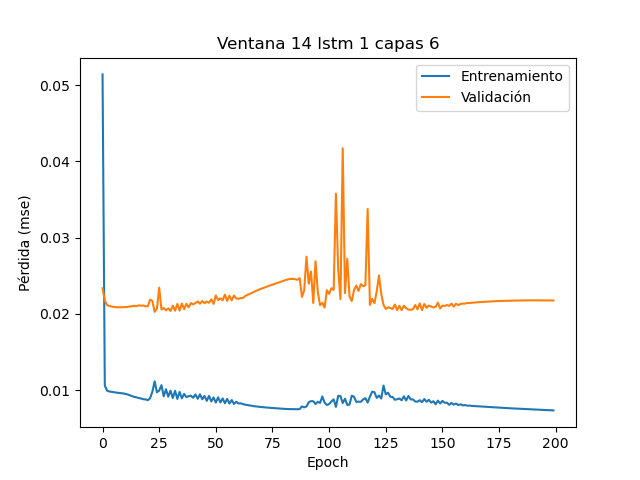 Ventana 14 lstm 1 capas 6
Entrenamiento
Validación
Pérdida (mse)
0.05
0.04
0.03
0.02
0.01
0 25 50 75 100 125 150 175 200
Epoch